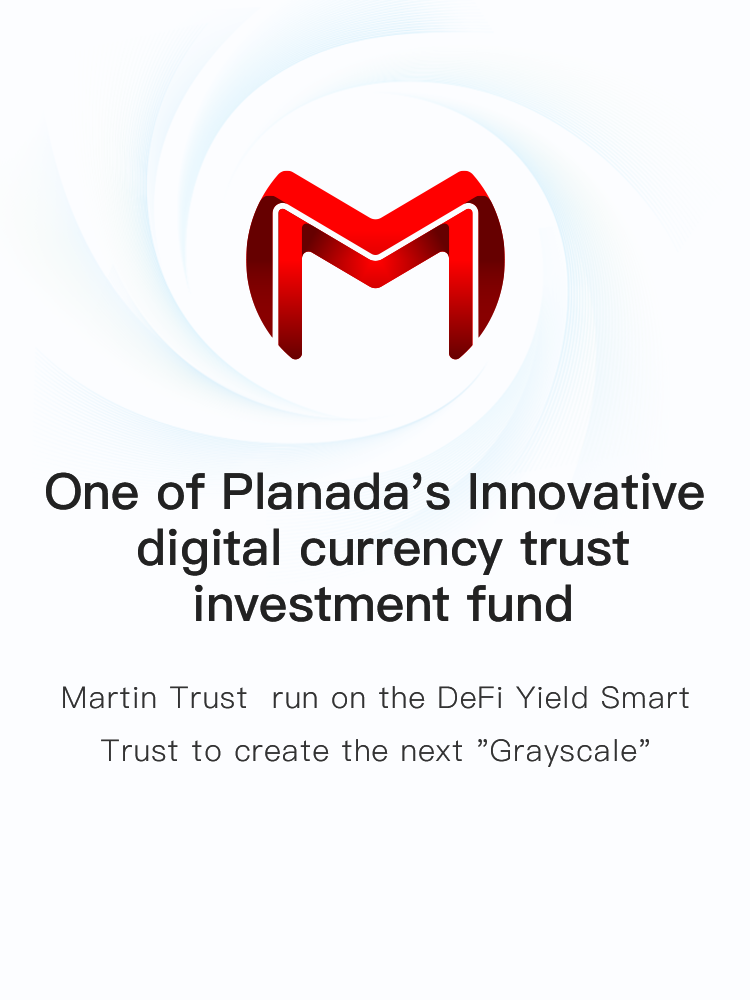 One of Planada’s Innovative
digital currency trust
investment fund
Martin Trust run on the DeFi Yield Smart
Trust to create the next ”Grayscale”